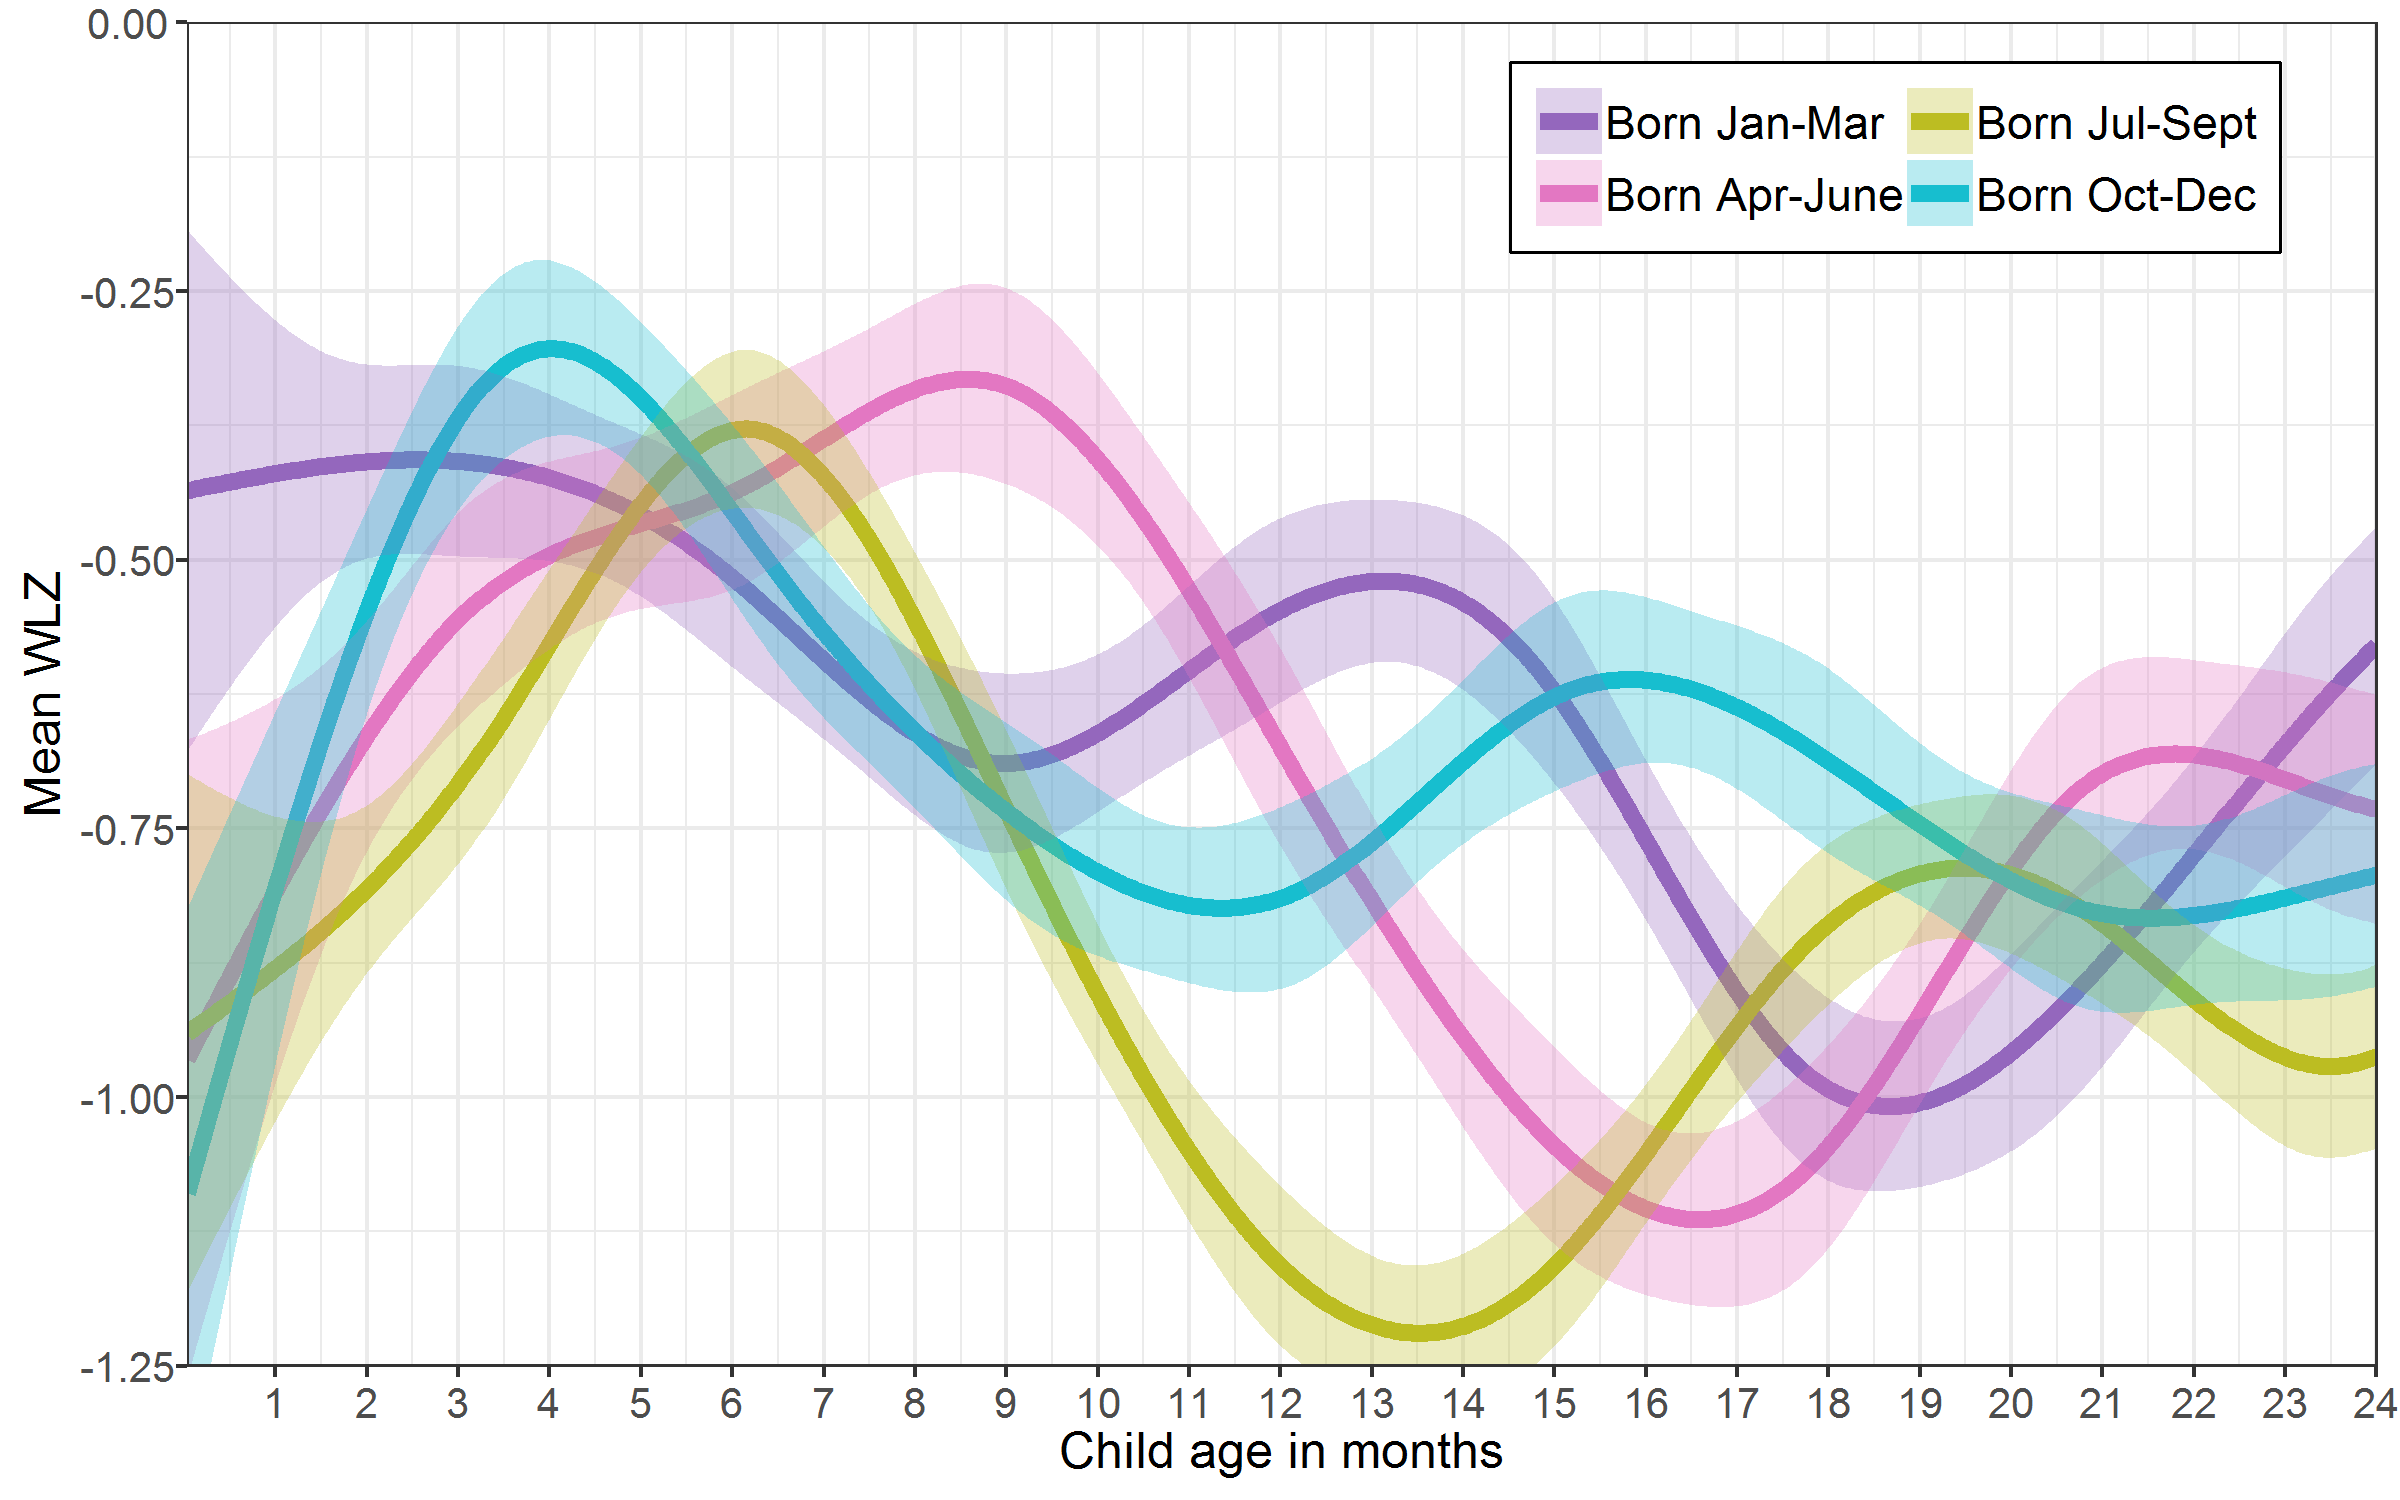 0.00
-0.25
-0.50
-0.75
-1.00
-1.25
Mean WLZ
Born Jan-Mar Born Jul-Sept
Born Apr-June Born Oct-Dec
1 2 3 4 5 6 7 8 9 10 11 12 13 14 15 16 17 18 19 20 21 22 23 24
Child age in months